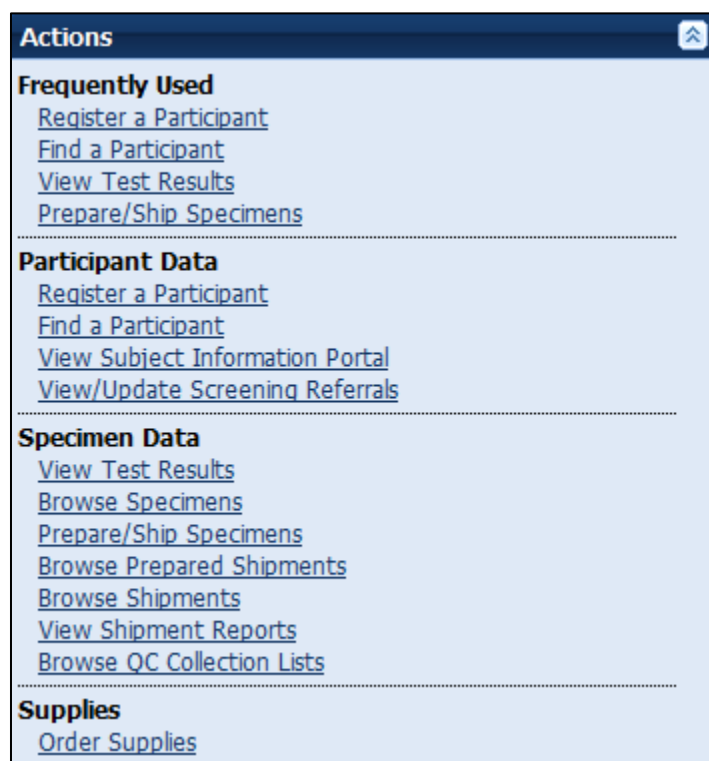 Actions
Frequently Used
Register a Participant
Find a Participant
View Test Results
Prepare/Ship Specimens
Participant Data
Register a Participant
Find a Participant
View Subject Information Portal
View/Update Screening Referrals
Specimen Data
View Test Results
Browse Specimens
Prepare/Ship Specimens
Browse Prepared Shipments
Browse Shipments
View Shipment Reports
Browse QC Collection Lists
Supplies
Order Supplies